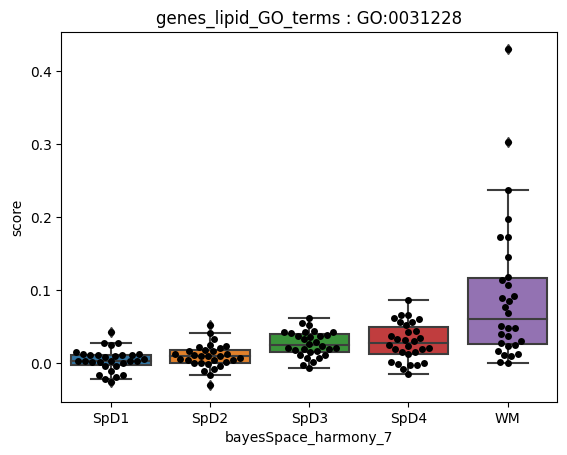 genes_lipid_GO_terms : GO:0031228
0.4
0.3
0.2
0.1
0.0
score
SpD1 SpD2 SpD3 SpD4 WM
bayesSpace_harmony_7